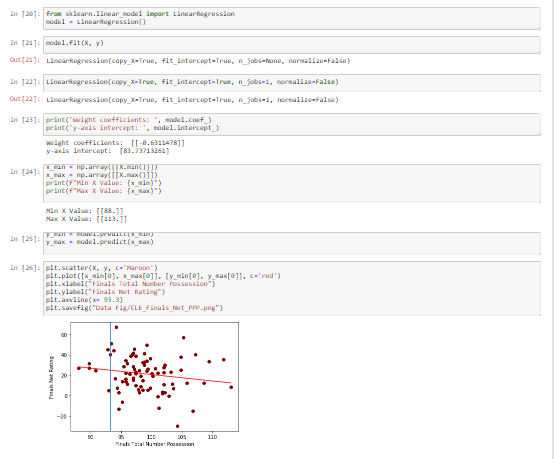 In [20]: from sklearn.linear_model import LinearRegression
model = LinearRegression()
In [21]: model.fit(X, y)
Out[21]: LinearRegression(copy_X=True, fit_intercept=True, n_jobs=None, normalize=False)
In [22]: LinearRegression(copy_X=True, fit_intercept=True, n_jobs=1, normalize=False)
Out[22]: LinearRegression(copy_X=True, fit_intercept=True, n_jobs=1, normalize=False)
In [23]: print('Weight coefficients: ', model.coef_)
print('y-axis intercept: ', model.intercept_)
Weight coefficients:  [[-0.6311478]]
y-axis intercept:  [83.73713261]
In [24]: x_min = np.array([[X.min()]])
x_max = np.array([[X.max()]])
print(f"Min X Value: {x_min}")
print(f"Max X Value: {x_max}")
Min X Value: [[88.]]
Max X Value: [[113.]]
In [25]: y_min = model.predict(x_min)
y_max = model.predict(x_max)
In [26]: plt.scatter(X, y, c='Maroon')
plt.plot([x_min[0], x_max[0]], [y_min[0], y_max[0]], c='red')
plt.xlabel("Finals Total Number Possession")
plt.ylabel("Finals Net Rating")
plt.axvline(x= 93.3)
plt.savefig("Data Fig/CLE_Finals_Net_PPP.png")
Finals Net Rating
60
40
20
0
−20
90 95 100 105 110
Finals Total Number Possession